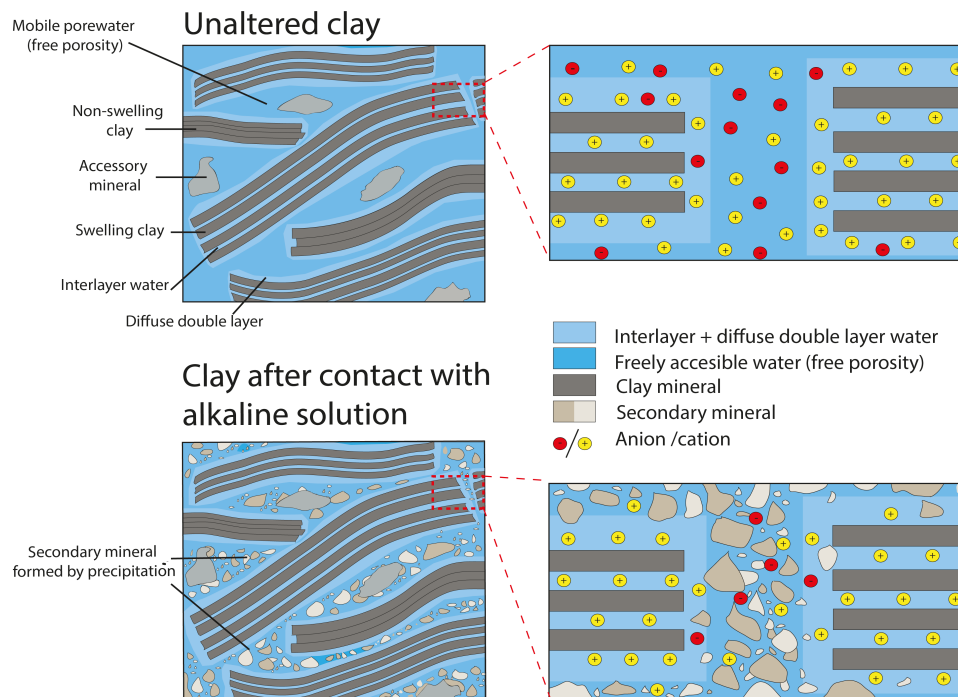 Unaltered clay
Mobile porewater
(free porosity)
Non-swelling
clay
Accessory
mineral
Swelling clay
Interlayer water
Diffuse double layer
Interlayer + diffuse double layer water
Freely accesible water (free porosity)
Clay mineral
Secondary mineral
Anion /cation
Clay after contact with
alkaline solution
Secondary mineral
formed by precipitation